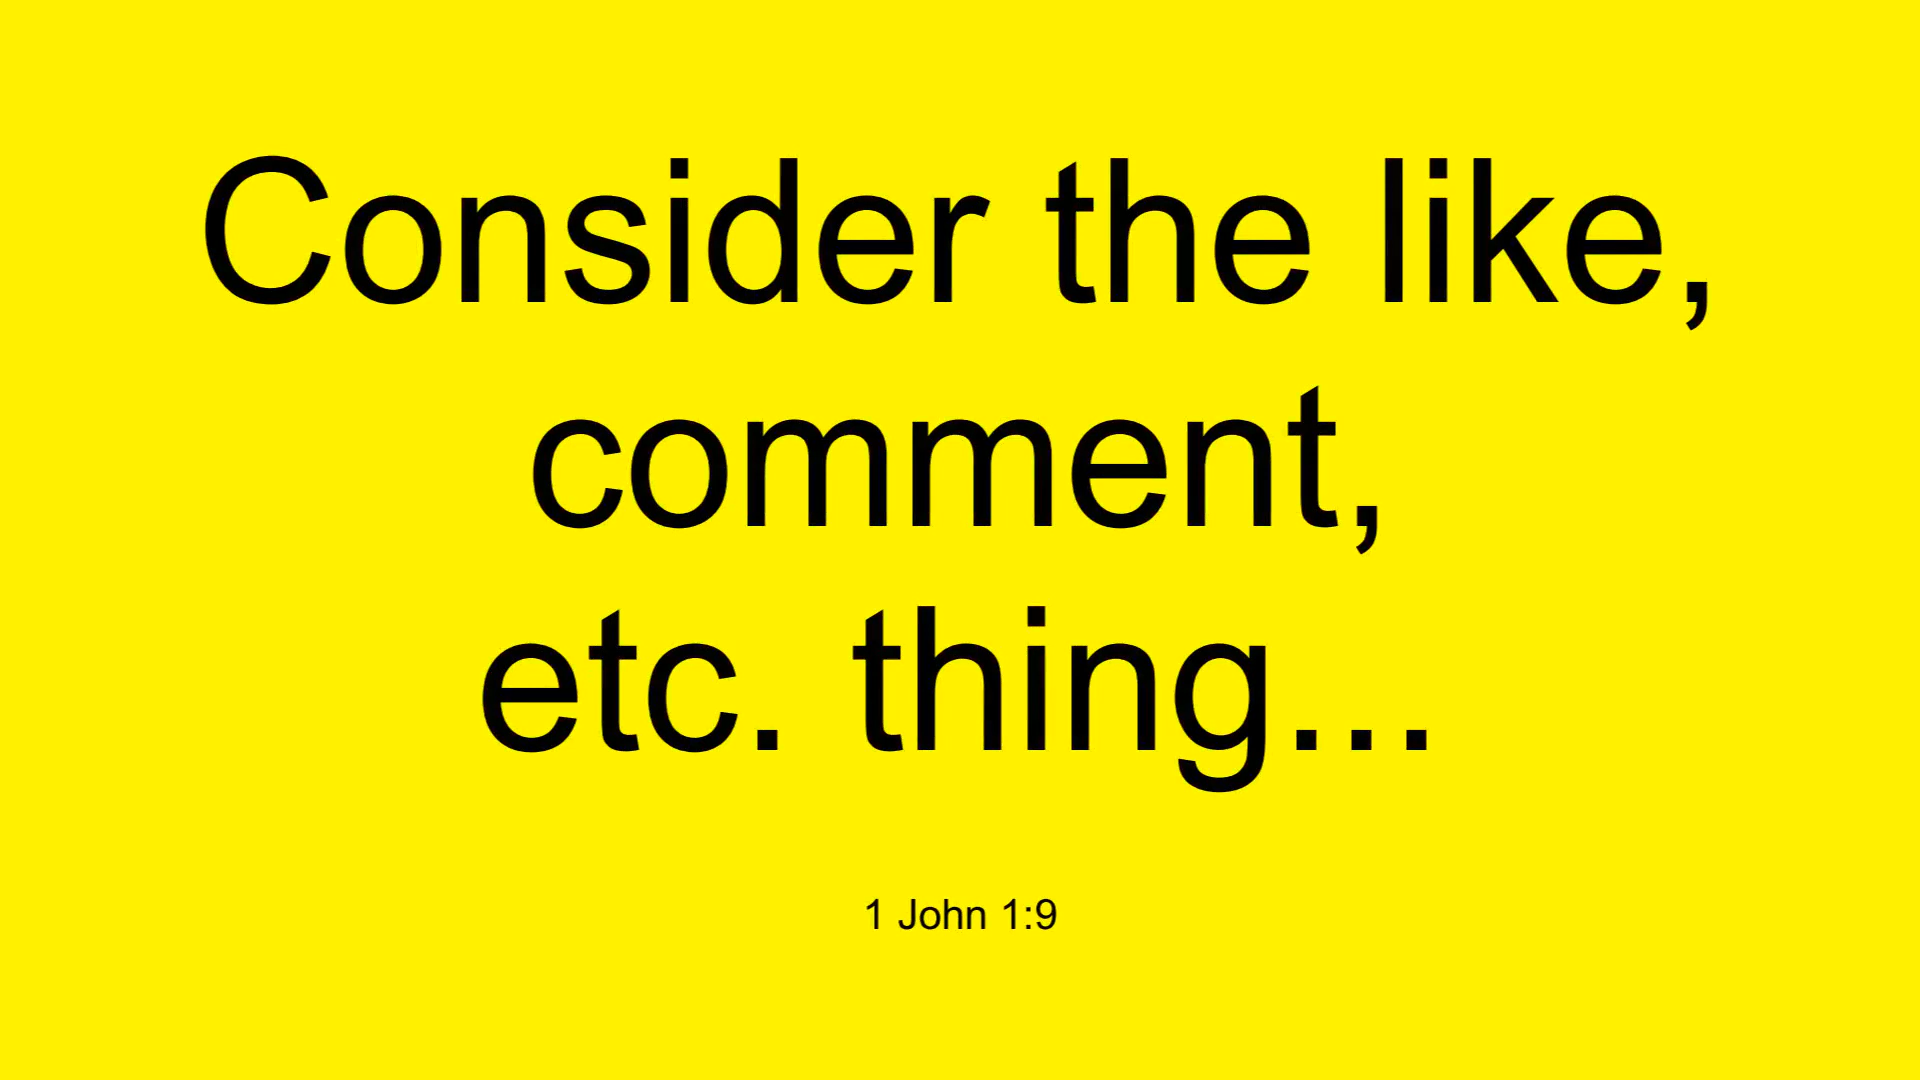 Consider the like,
comment,
etc. thing...
1 John 1:9